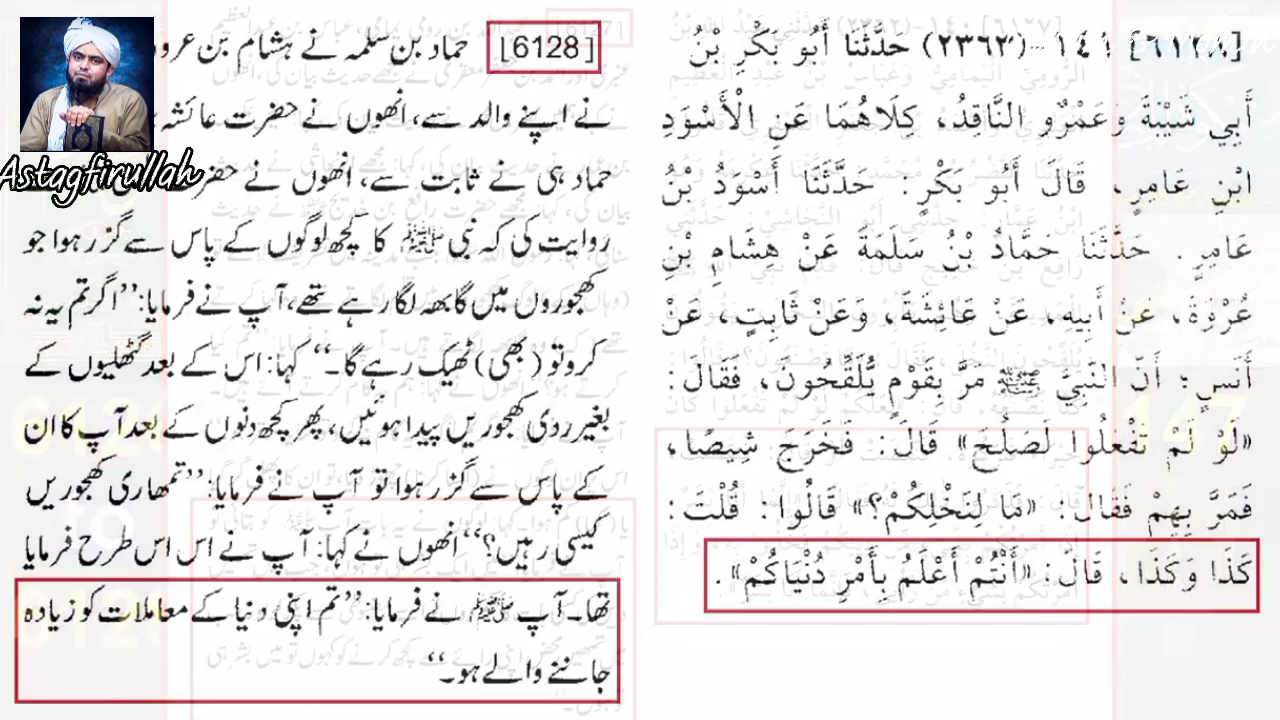 [٦١٢٨] ١٤١-(٢٣٦٣) حَدَّثَنَا أَبُو بَكْرِ بْنُ
أَبِي شَيْبَةَ وَعَمْرٌو النَّاقِدُ، كِلَاهُمَا عَنِ الْأَسْوَدِ
ابْنِ عَامِرٍ، قَالَ أَبُو بَكْرٍ: حَدَّثَنَا أَسْوَدُ بْنُ
عَامِرٍ. حَدَّثَنَا حَمَّادُ بْنُ سَلَمَةَ عَنْ هِشَامِ بْنِ
عُرْوَةَ، عَنْ أَبِيهِ، عَنْ عَائِشَةَ، وَعَنْ ثَابِتٍ، عَنْ
أَنَسٍ؛ أَنَّ النَّبِيَّ ﷺ مَرَّ بِقَوْمٍ يُلَقِّحُونَ، فَقَالَ:
«لَوْ لَمْ تَفْعَلُوا لَصَلُحَ» قَالَ: فَخَرَجَ شِيصًا،
فَمَرَّ بِهِمْ فَقَالَ: «مَا لِنَخْلِكُمْ؟» قَالُوا: قُلْتَ:
كَذَا وَكَذَا، قَالَ: «أَنْتُمْ أَعْلَمُ بِأَمْرِ دُنْيَاكُمْ».
[6128] حماد بن سلمہ نے ہشام بن
نے اپنے والد سے، انھوں نے حضرت عائشہ
حماد ہی نے ثابت سے، انھوں نے
روایت کی کہ نبی ﷺ کا کچھ لوگوں کے پاس سے گزر ہوا جو
کھجوروں میں گابھہ لگا رہے تھے، آپ نے فرمایا: ’’اگر تم یہ نہ
کرو تو (بھی) ٹھیک رہے گا۔‘‘ کہا: اس کے بعد گٹھلیوں کے
بغیر ردی کھجوریں پیدا ہوئیں، پھر کچھ دنوں کے بعد آپ کا ان
کے پاس سے گزر ہوا تو آپ نے فرمایا: ’’تمھاری کھجوریں
کیسی رہیں؟‘‘ انھوں نے کہا: آپ نے اس اس طرح فرمایا
تھا۔ آپ ﷺ نے فرمایا: ’’تم اپنی دنیا کے معاملات کو زیادہ
جاننے والے ہو۔‘‘
Astagfirullah